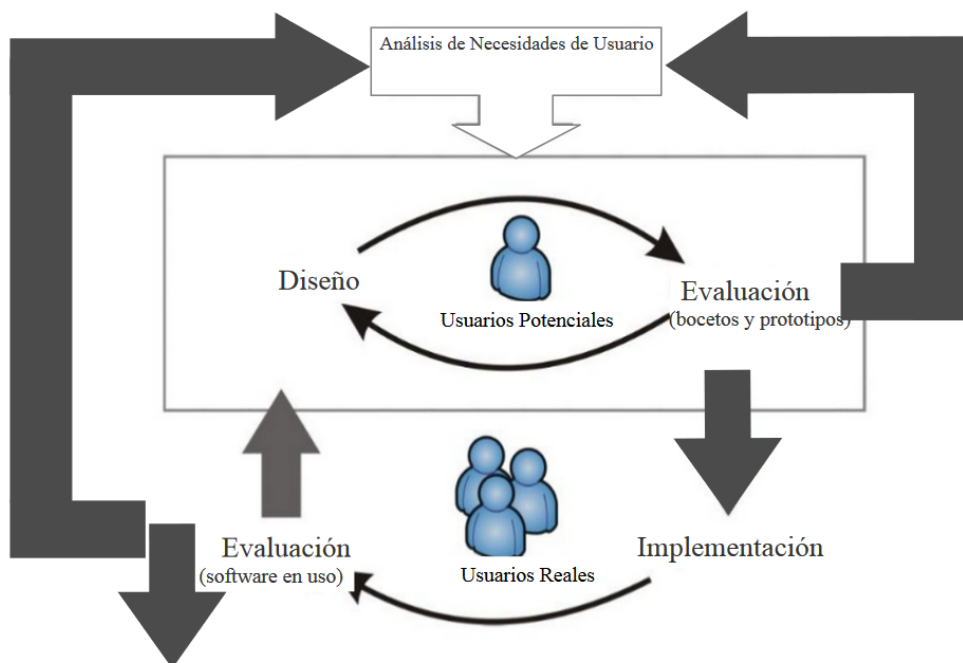 Análisis de Necesidades de Usuario
Diseño
Usuarios Potenciales
Evaluación
(bocetos y prototipos)
Evaluación
(software en uso)
Usuarios Reales
Implementación